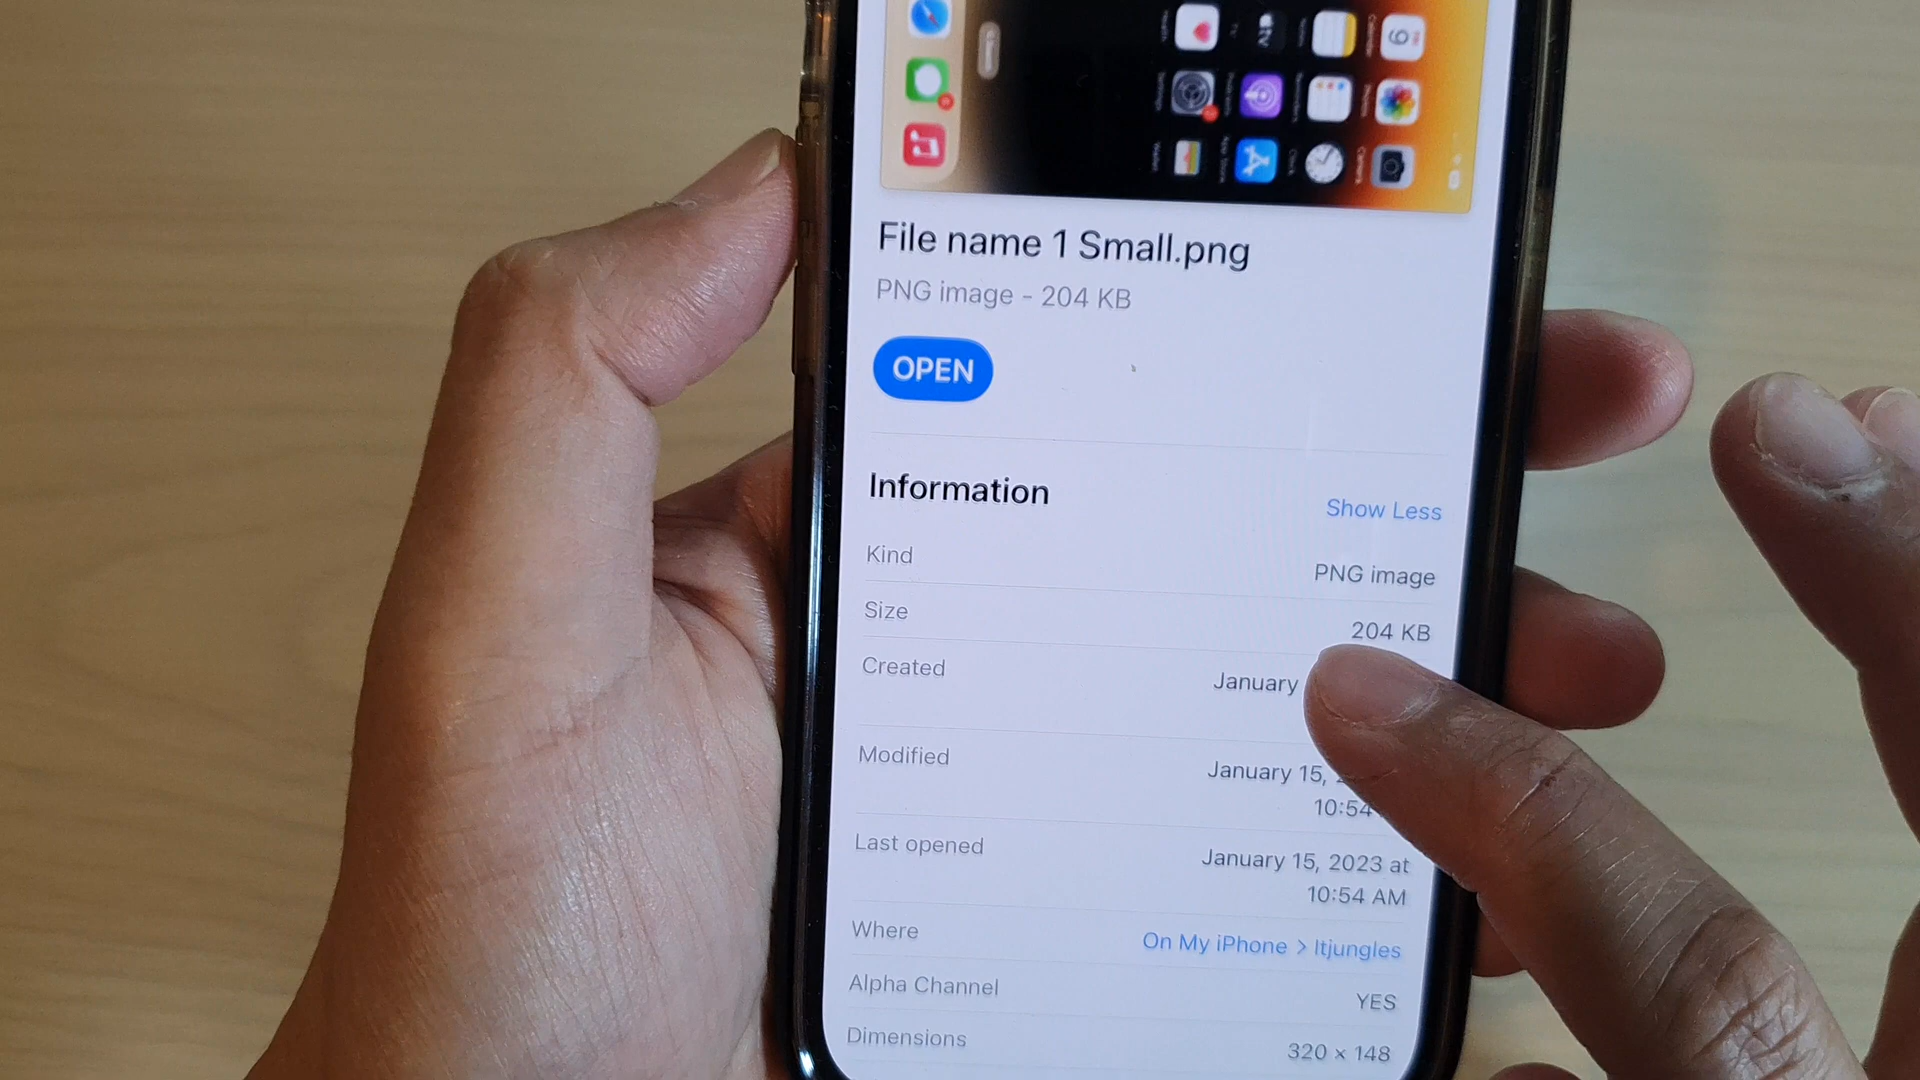 File name 1 Small.png
PNG image - 204 KB
OPEN
Information
Show Less
Kind
PNG image
Size
204 KB
Created
January
Modified
January 15,
10:54
Last opened
January 15, 2023 at
10:54 AM
Where
On My iPhone > Itjungles
Alpha Channel
YES
Dimensions
320 × 148